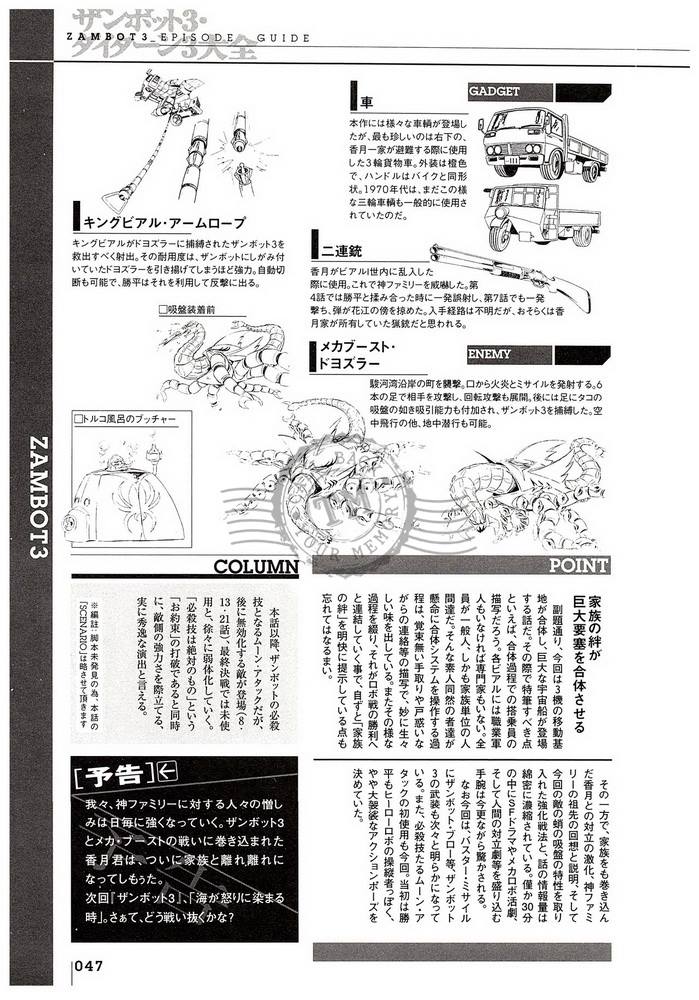 ザンボット3・
ダイターン3大全
ZAMBOT3_EPISODE GUIDE
GADGET
車
本作には様々な車輌が登場し
たが、最も珍しいのは右下の、
香月一家が避難する際に使用
した3輪貨物車。外装は橙色
で、ハンドルはバイクと同形
状。1970年代は、まだこの様
な三輪車輌も一般的に使用さ
れていたのだ。
キングビアル・アームロープ
キングビアルがドヨズラーに捕縛されたザンボット3を
救出すべく射出。その耐用度は、ザンボットにしがみ付
いていたドヨズラーを引き揚げてしまうほど強力。自動切
断も可能で、勝平はそれを利用して反撃に出る。
二連銃
香月がビアルI世内に乱入した
際に使用。これで神ファミリーを威嚇した。第
4話では勝平と揉み合った時に一発誤射し、第7話でも一発
撃ち、弾が花江の傍を掠めた。入手経路は不明だが、おそらくは香
月家が所有していた猟銃だと思われる。
□吸盤装着前
メカブースト・
ドヨズラー
ENEMY
駿河湾沿岸の町を襲撃。口から火炎とミサイルを発射する。6
本の足で相手を攻撃し、回転攻撃も展開。後には足にタコの
吸盤の如き吸引能力も付加され、ザンボット3を捕縛した。空
中飛行の他、地中潜行も可能。
□トルコ風呂のブッチャー
ZAMBOT3
TM
YOUR MEMORY
COLUMN
本話以降、ザンボットの必殺
技となるムーン・アタックだが、
後に無効化する敵が登場（8・
13・21話）、最終決戦では未使
用と、徐々に弱体化していく。
「必殺技は絶対のもの」という
「お約束」の打破であると同時
に、敵側の強力さを際立てる、
実に秀逸な演出と言える。
※編註：脚本未発見の為、本話の
「SCENARIO」は略させて頂きます
POINT
家族の絆が
巨大要塞を合体させる
副題通り、今回は3機の移動基
地が合体し、巨大な宇宙船が登場
する話だ。その際で特筆すべき点
といえば、合体過程での搭乗員の
描写だろう。各ビアルには職業軍
人もいなければ専門家もいない。全
員が一般人、しかも家族単位の人
間達だ。そんな素人同然の者達が
懸命に合体システムを操作する過
程は、覚束無い手取りや戸惑いな
がらの連絡等の描写で、妙に生々
しい味を出している。またその様な
過程を綴り、それがロボ戦の勝利へ
と連結していく事で、自ずと「家族
の絆」を明快に提示している点も
忘れてはなるまい。
その一方で、家族をも巻き込ん
だ香月との対立の激化、神ファミ
リーの祖先の回想と説明、そして
今回の敵の蛸の吸盤の特性を取り
入れた強化戦法と、話の情報量は
綿密に濃縮されている。僅か30分
の中にSFドラマやメカロボ活劇、
そして人間の対立劇等を盛り込む
手腕は今更ながら驚かされる。
なお今回は、バスター・ミサイル
にザンボット・ブロー等、ザンボット
3の武装も次々と明らかになって
いる。また、必殺技たるムーン・ア
タックの初使用も今回。当初は勝
平もヒーローロボの操縦者っぽく、
やや大袈裟なアクションポーズを
決めていた。
［予告］←
我々、神ファミリーに対する人々の憎し
みは日毎に強くなっていく。ザンボット3
とメカ・ブーストの戦いに巻き込まれた
香月君は、ついに家族と離れ離れに
なってしもぅた。
次回『ザンボット3』、「海が怒りに染まる
時」。さぁて、どう戦い抜くかな？
047